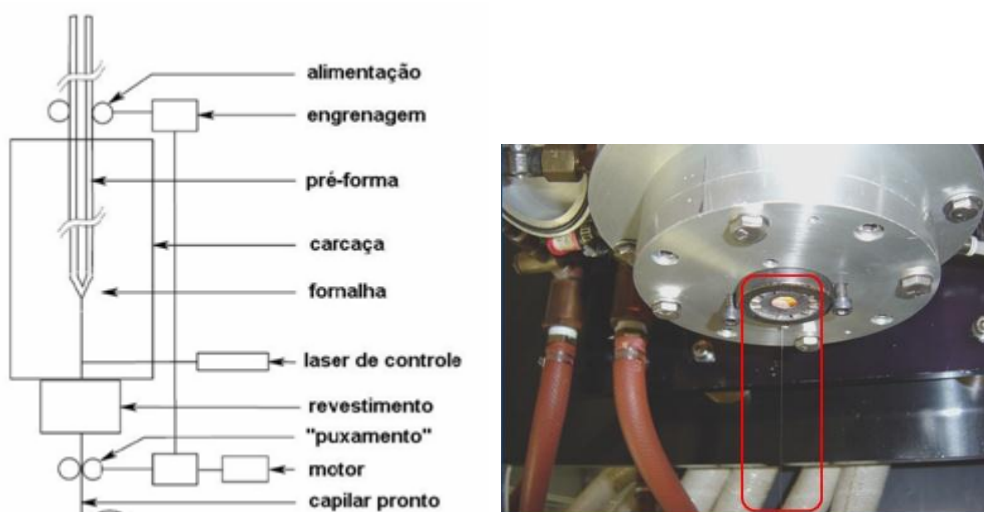 alimentação
engrenagem
pré-forma
carcaça
fornalha
laser de controle
revestimento
"puxamento"
motor
capilar pronto